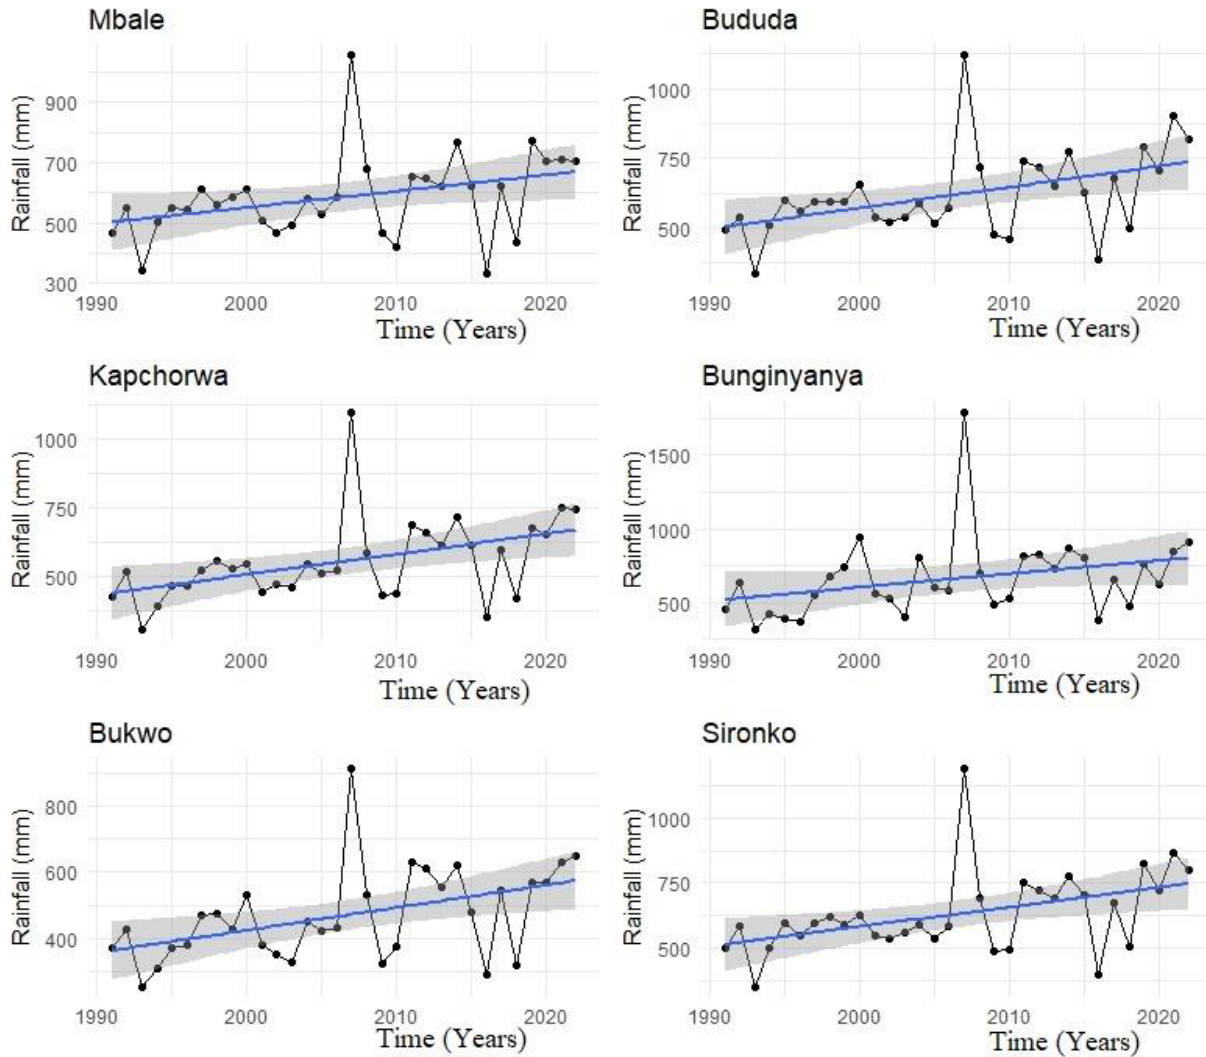 Mbale
Rainfall (mm)
900
700
500
300
1990
2000
2010
2020
Time (Years)
Bududa
Rainfall (mm)
1000
750
500
1990
2000
2010
2020
Time (Years)
Kapchorwa
Rainfall (mm)
1000
750
500
1990
2000
2010
2020
Time (Years)
Bunginyanya
Rainfall (mm)
1500
1000
500
1990
2000
2010
2020
Time (Years)
Bukwo
Rainfall (mm)
800
600
400
1990
2000
2010
2020
Time (Years)
Sironko
Rainfall (mm)
1000
750
500
1990
2000
2010
2020
Time (Years)